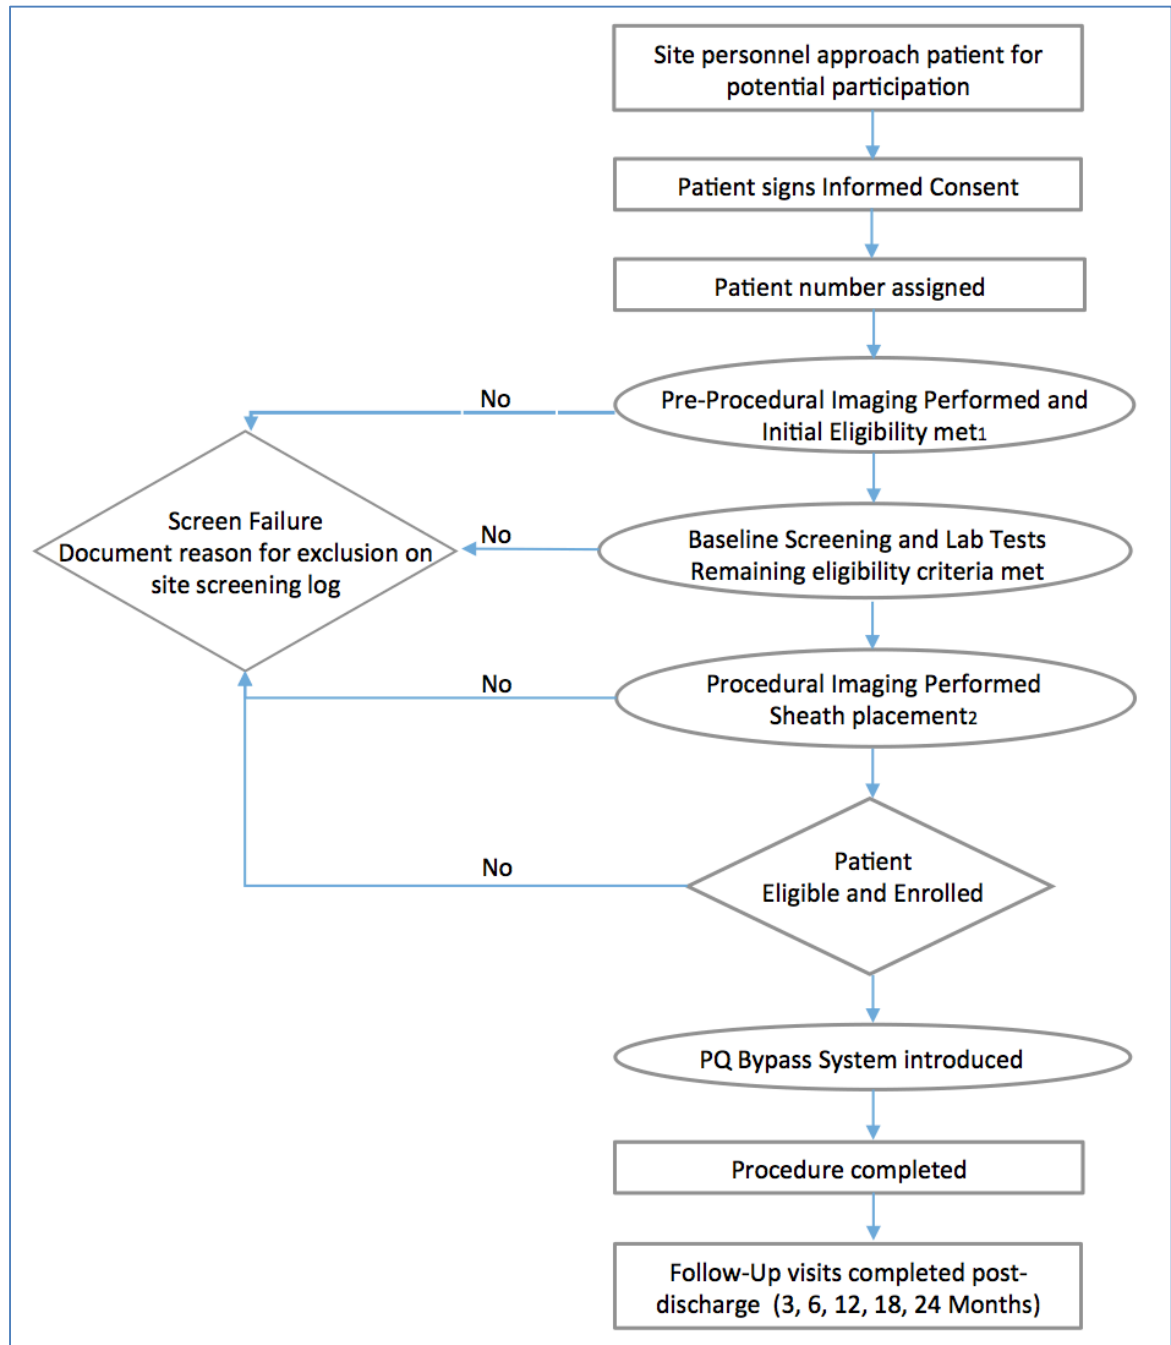 Site personnel approach patient for
potential participation
Patient signs Informed Consent
Patient number assigned
No
Pre-Procedural Imaging Performed and
Initial Eligibility met1
Screen Failure
Document reason for exclusion on
site screening log
No
Baseline Screening and Lab Tests
Remaining eligibility criteria met
No
Procedural Imaging Performed
Sheath placement2
No
Patient
Eligible and Enrolled
PQ Bypass System introduced
Procedure completed
Follow-Up visits completed post-
discharge (3, 6, 12, 18, 24 Months)